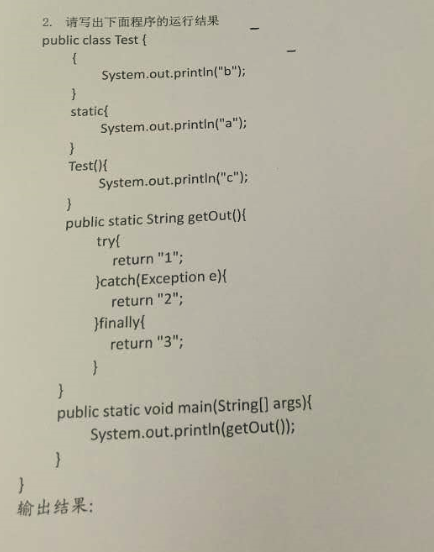 2. 请写出下面程序的运行结果
public class Test {
{
System.out.println("b");
}
static{
System.out.println("a");
}
Test(){
System.out.println("c");
}
public static String getOut(){
try{
return "1";
}catch(Exception e){
return "2";
}finally{
return "3";
}
}
public static void main(String[] args){
System.out.println(getOut());
}
}
输出结果: